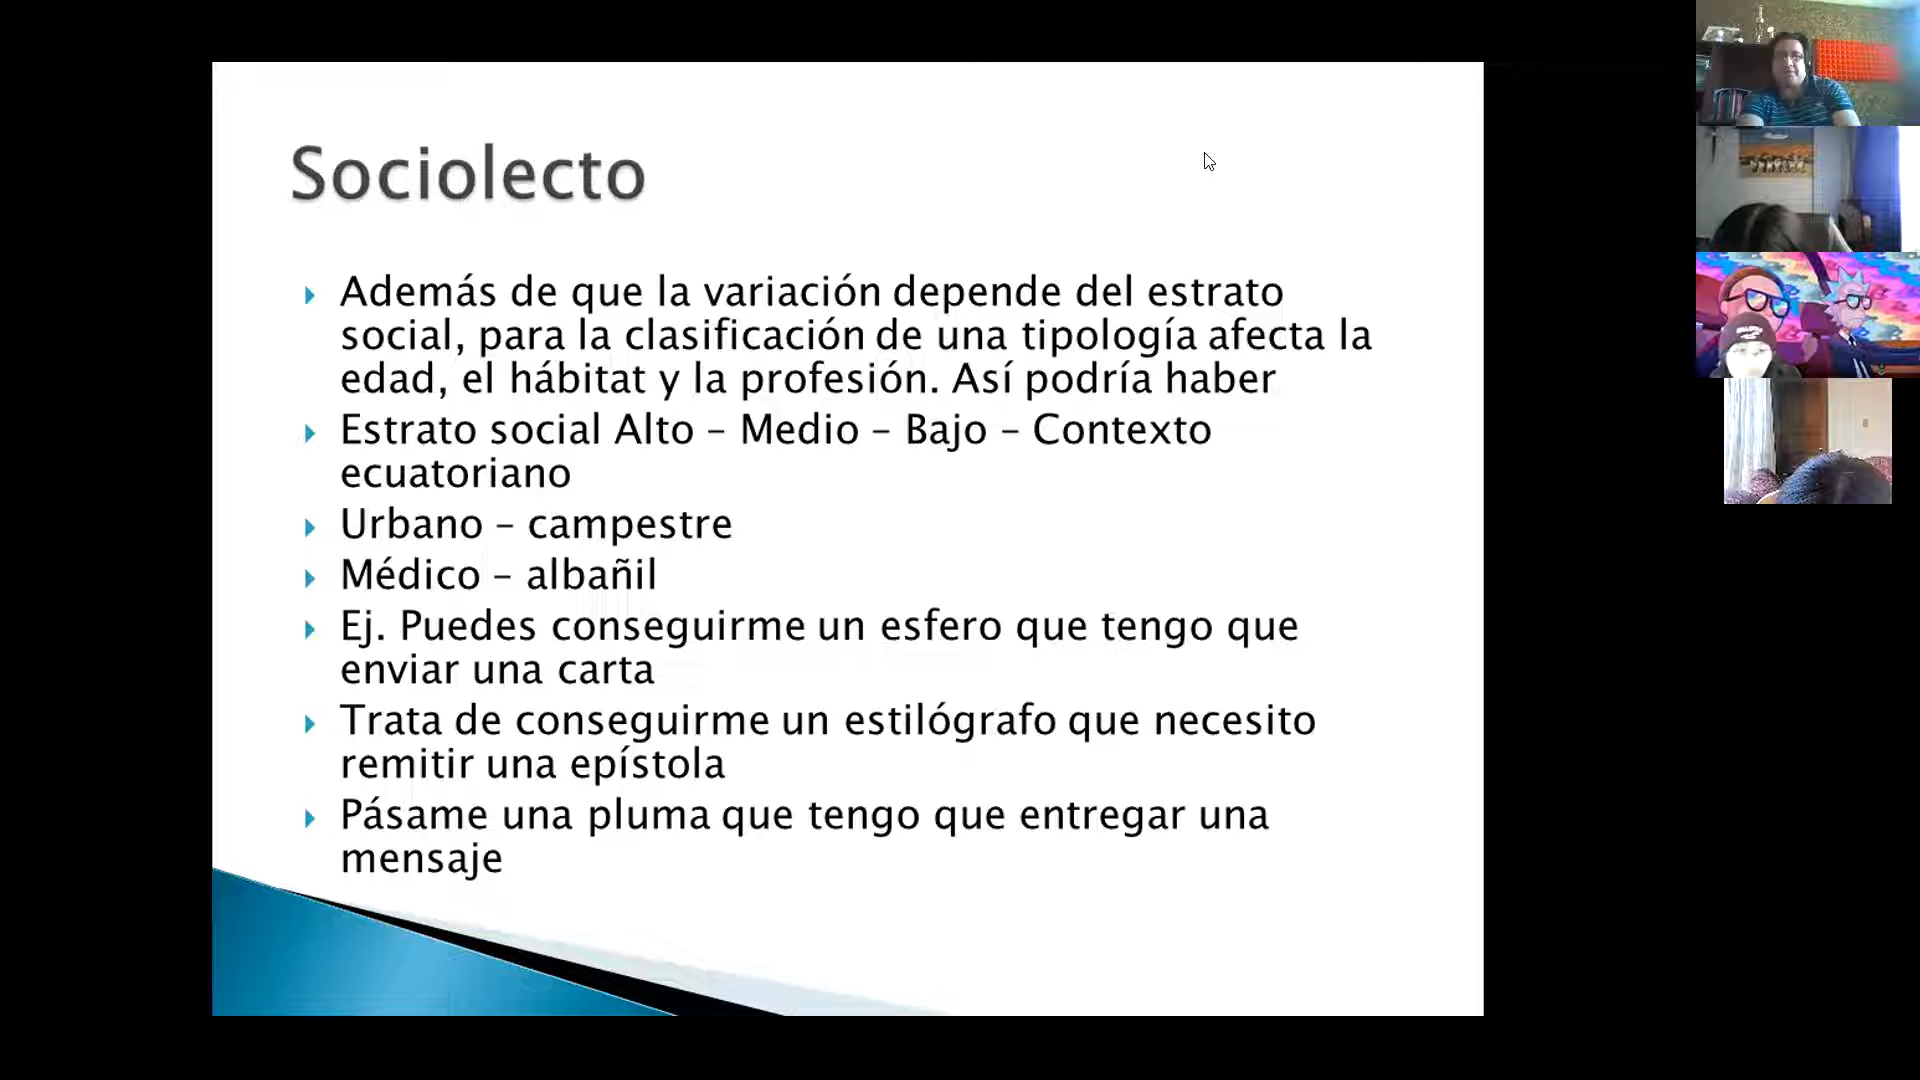 Sociolecto
Además de que la variación depende del estrato
social, para la clasificación de una tipología afecta la
edad, el hábitat y la profesión. Así podría haber
Estrato social Alto – Medio – Bajo – Contexto
ecuatoriano
Urbano – campestre
Médico – albañil
Ej. Puedes conseguirme un esfero que tengo que
enviar una carta
Trata de conseguirme un estilógrafo que necesito
remitir una epístola
Pásame una pluma que tengo que entregar una
mensaje